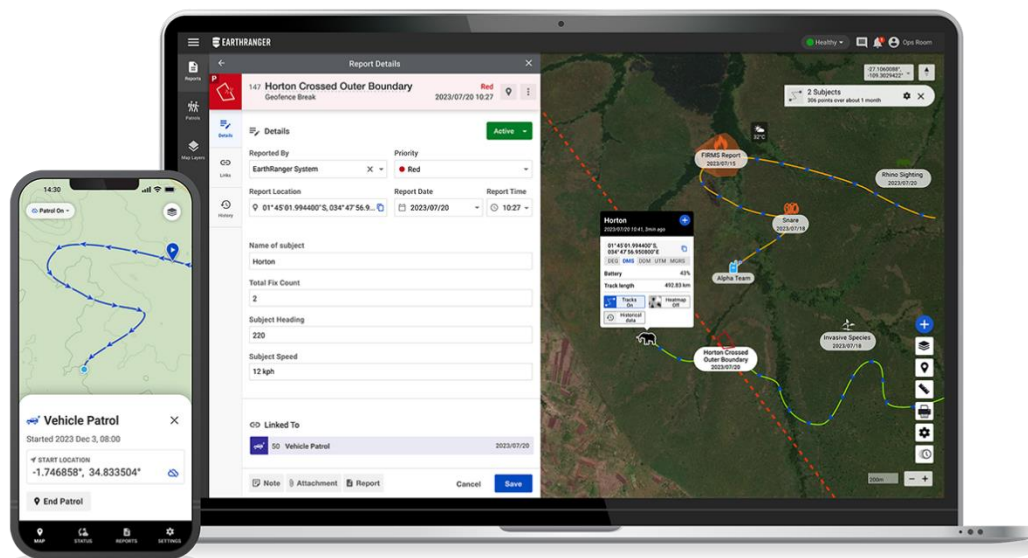 EARTHRANGER
Healthy
Ops Room
Reports
Patrols
Map Layers
Report Details
P
147 Horton Crossed Outer Boundary
Geofence Break
Red
2023/07/20 10:27
Details
Links
History
Details
Active
Reported By
Priority
EarthRanger System
Red
Report Location
Report Date
Report Time
01°45'01.994400"S, 034°47'56.9...
2023/07/20
10:27
Name of subject
Horton
Total Fix Count
2
Subject Heading
220
Subject Speed
12 kph
Linked To
50 Vehicle Patrol
2023/07/20
Note
Attachment
Report
Cancel
Save
-27.1060088°,
-109.3029422°
2 Subjects
306 points over about 1 month
32°C
FIRMS Report
2023/07/15
Rhino Sighting
2023/07/20
Snare
2023/07/18
Alpha Team
Horton
2023/07/20 10:41, 3min ago
01°45'01.994400"S,
034°47'56.950800"E
DEG DMS DDM UTM MGRS
Battery
43%
Track length
492.83 km
Tracks
On
Heatmap
Off
Historical
data
Horton Crossed
Outer Boundary
2023/07/20
Invasive Species
2023/07/18
200m
14:30
Patrol On
Vehicle Patrol
Started 2023 Dec 3, 08:00
START LOCATION
-1.746858°, 34.833504°
End Patrol
MAP
STATUS
REPORTS
SETTINGS